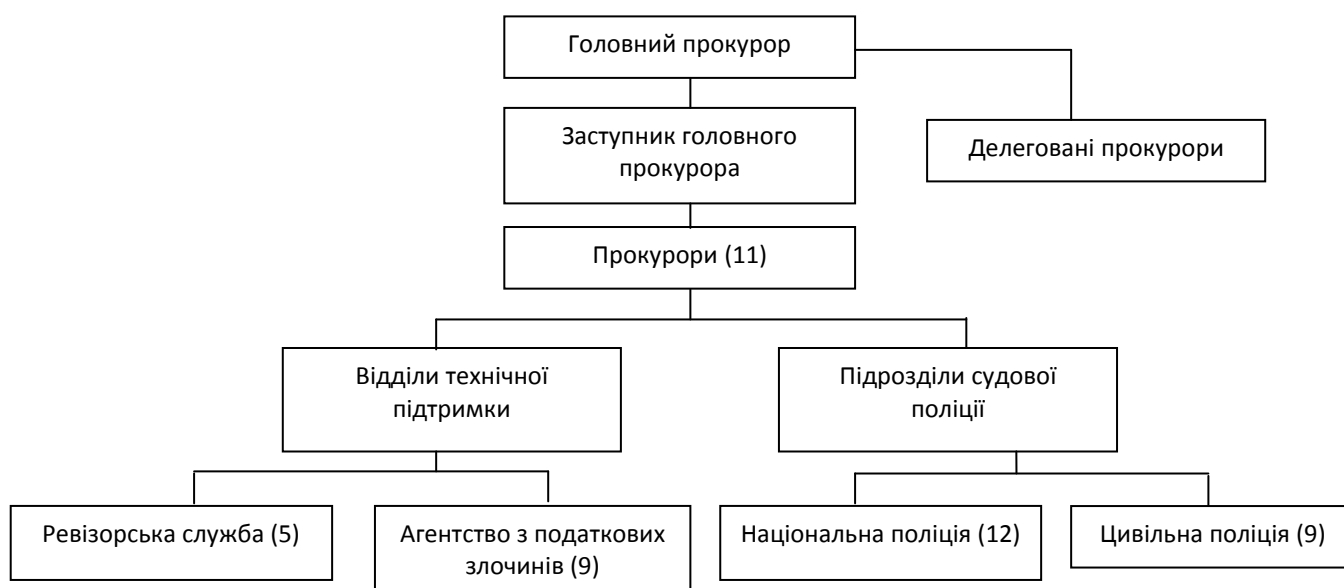 Головний прокурор
Заступник головного
прокурора
Делеговані прокурори
Прокурори (11)
Відділи технічної
підтримки
Підрозділи судової
поліції
Ревізорська служба (5)
Агентство з податкових
злочинів (9)
Національна поліція (12)
Цивільна поліція (9)